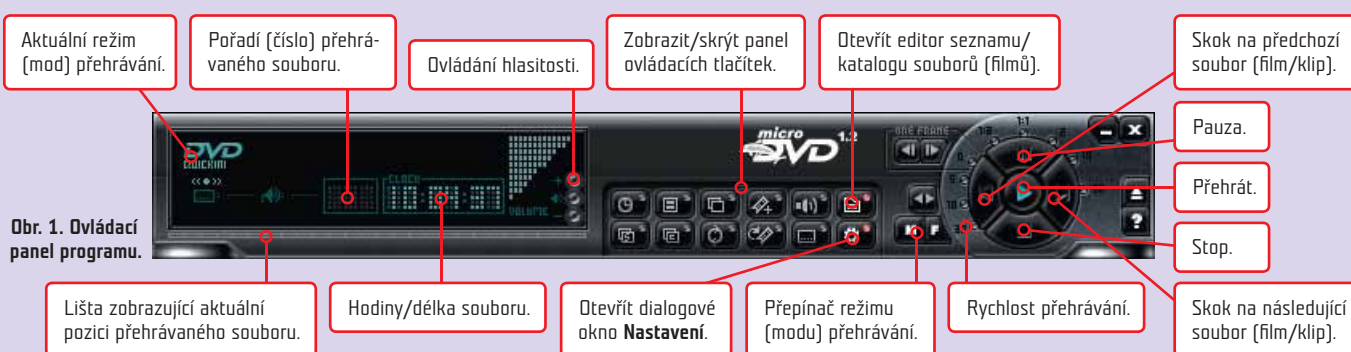 Aktuální režim
(mod) přehrávání.
Pořadí (číslo) přehrá-
vaného souboru.
Ovládání hlasitosti.
Zobrazit/skrýt panel
ovládacích tlačítek.
Otevřít editor seznamu/
katalogu souborů (filmů).
Skok na předchozí
soubor (film/klip).
Pauza.
Přehrát.
Stop.
Skok na následující
soubor (film/klip).
DVD
CLOCK
VOLUME
micro
DVD 1.2
ONE FRAME
1:1
F
?
Obr. 1. Ovládací
panel programu.
Lišta zobrazující aktuální
pozici přehrávaného souboru.
Hodiny/délka souboru.
Otevřít dialogové
okno Nastavení.
Přepínač režimu
(modu) přehrávání.
Rychlost přehrávání.